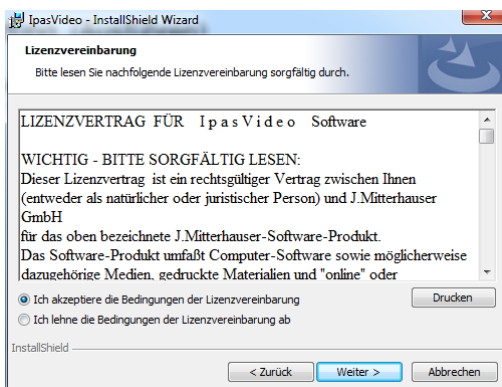 IpasVideo - InstallShield Wizard
Lizenzvereinbarung
Bitte lesen Sie nachfolgende Lizenzvereinbarung sorgfältig durch.
LIZENZVERTRAG FÜR I p a s V i d e o Software
WICHTIG - BITTE SORGFÄLTIG LESEN:
Dieser Lizenzvertrag ist ein rechtsgültiger Vertrag zwischen Ihnen
(entweder als natürlicher oder juristischer Person) und J.Mitterhauser
GmbH
für das oben bezeichnete J.Mitterhauser-Software-Produkt.
Das Software-Produkt umfaßt Computer-Software sowie möglicherweise
dazugehörige Medien, gedruckte Materialien und "online" oder
Ich akzeptiere die Bedingungen der Lizenzvereinbarung
Drucken
Ich lehne die Bedingungen der Lizenzvereinbarung ab
InstallShield
< Zurück Weiter > Abbrechen